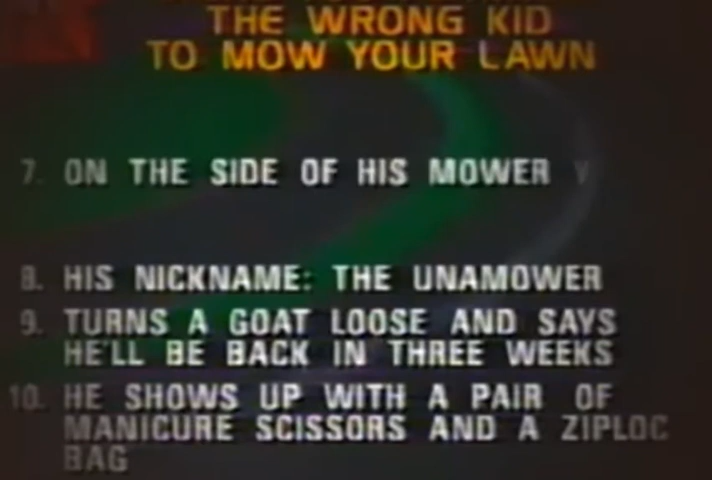 THE WRONG KID
TO MOW YOUR LAWN
7. ON THE SIDE OF HIS MOWER
8. HIS NICKNAME: THE UNAMOWER
9. TURNS A GOAT LOOSE AND SAYS
HE'LL BE BACK IN THREE WEEKS
10. HE SHOWS UP WITH A PAIR OF
MANICURE SCISSORS AND A ZIPLOC
BAG